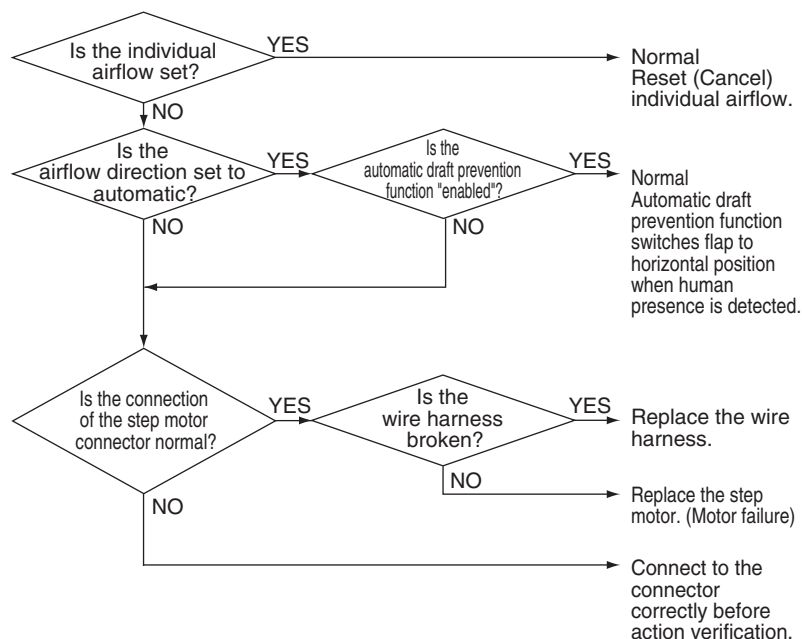 Is the individual
airflow set?
YES
Normal
Reset (Cancel)
individual airflow.
NO
Is the
airflow direction set to
automatic?
YES
Is the
automatic draft prevention
function "enabled"?
YES
Normal
Automatic draft
prevention function
switches flap to
horizontal position
when human
presence is detected.
NO
NO
Is the connection
of the step motor
connector normal?
YES
Is the
wire harness
broken?
YES
Replace the wire
harness.
NO
Replace the step
motor. (Motor failure)
NO
Connect to the
connector
correctly before
action verification.